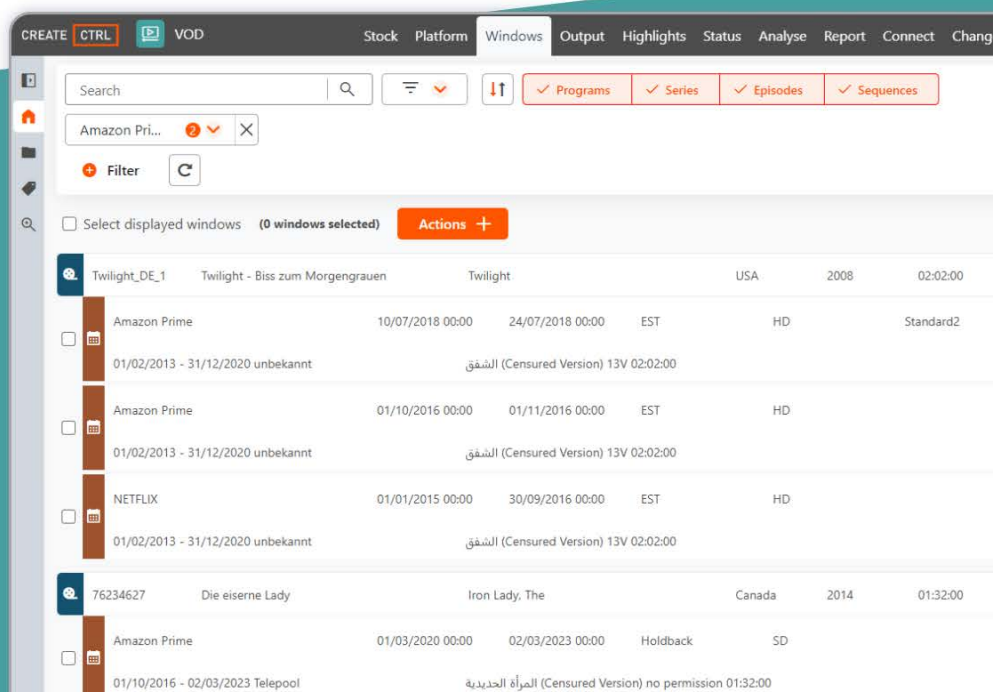 CREATE CTRL VOD Stock Platform Windows Output Highlights Status Analyse Report Connect Chang
Search Programs Series Episodes Sequences
Amazon Pri... 2
Filter
Select displayed windows (0 windows selected) Actions
Twilight_DE_1 Twilight - Biss zum Morgengrauen Twilight USA 2008 02:02:00
Amazon Prime 10/07/2018 00:00 24/07/2018 00:00 EST HD Standard2
01/02/2013 - 31/12/2020 unbekannt الشفق (Censured Version) 13V 02:02:00
Amazon Prime 01/10/2016 00:00 01/11/2016 00:00 EST HD
01/02/2013 - 31/12/2020 unbekannt الشفق (Censured Version) 13V 02:02:00
NETFLIX 01/01/2015 00:00 30/09/2016 00:00 EST HD
01/02/2013 - 31/12/2020 unbekannt الشفق (Censured Version) 13V 02:02:00
76234627 Die eiserne Lady Iron Lady, The Canada 2014 01:32:00
Amazon Prime 01/03/2020 00:00 02/03/2023 00:00 Holdback SD
01/10/2016 - 02/03/2023 Telepool المرأة الحديدية (Censured Version) no permission 01:32:00